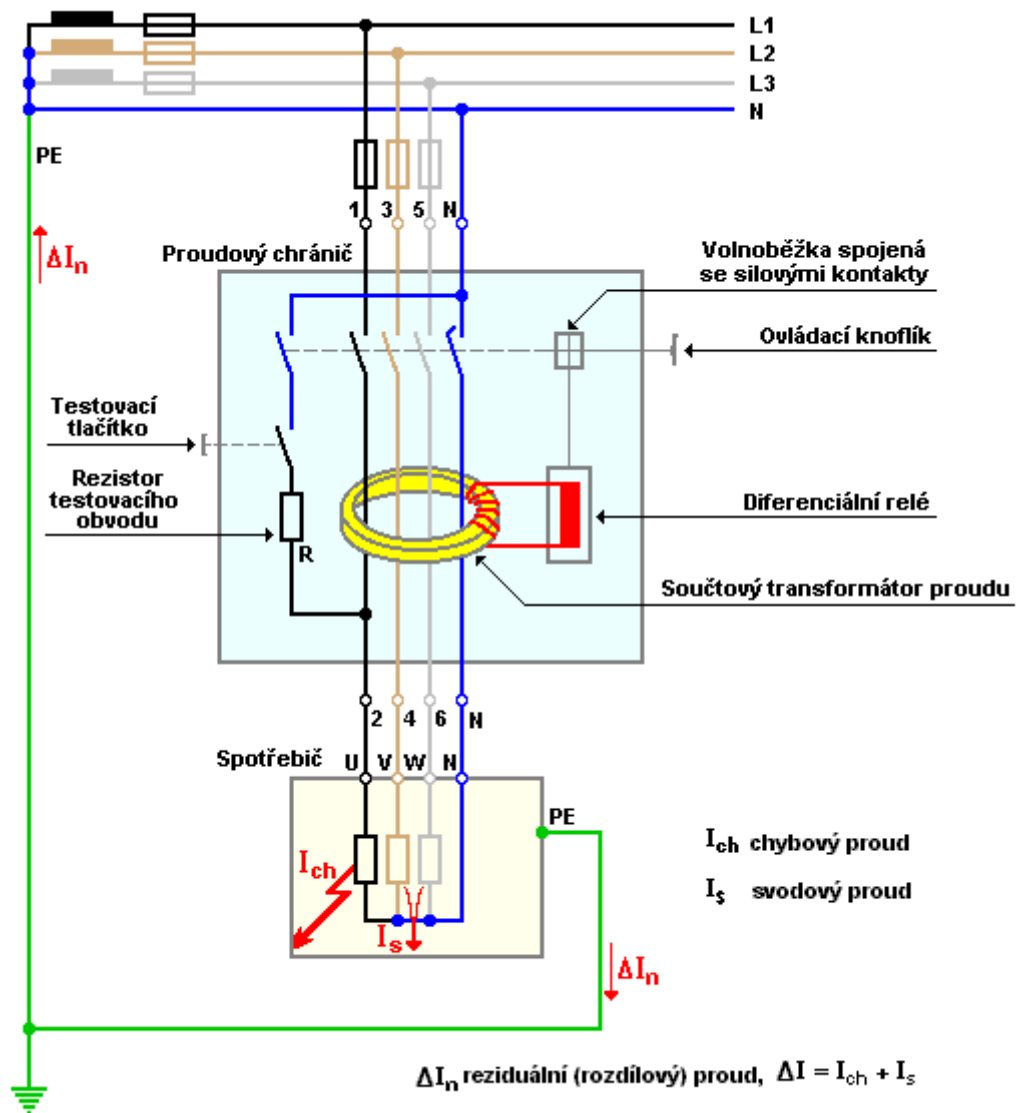 L1
L2
L3
N
PE
1 3 5 N
ΔIn
Proudový chránič
Volnoběžka spojená
se silovými kontakty
Ovládací knoflík
Testovací
tlačítko
Rezistor
testovacího
obvodu
R
Diferenciální relé
Součtový transformátor proudu
2 4 6 N
Spotřebič
U V W N
PE
Ich
Is
Ich chybový proud
Is svodový proud
ΔIn
ΔIn reziduální (rozdílový) proud, ΔI = Ich + Is